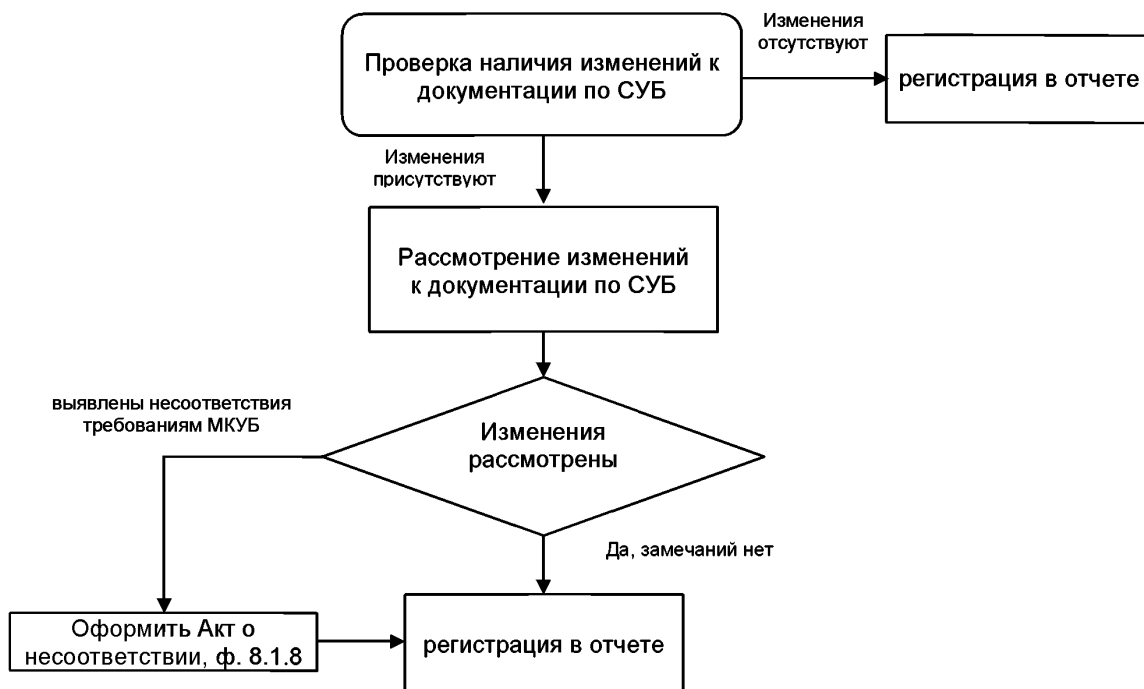 Изменения
отсутствуют
Проверка наличия изменений к
документации по СУБ
регистрация в отчете
Изменения
присутствуют
Рассмотрение изменений
к документации по СУБ
выявлены несоответствия
требованиям МКУБ
Изменения
рассмотрены
Да, замечаний нет
Оформить Акт о
несоответствии, ф. 8.1.8
регистрация в отчете